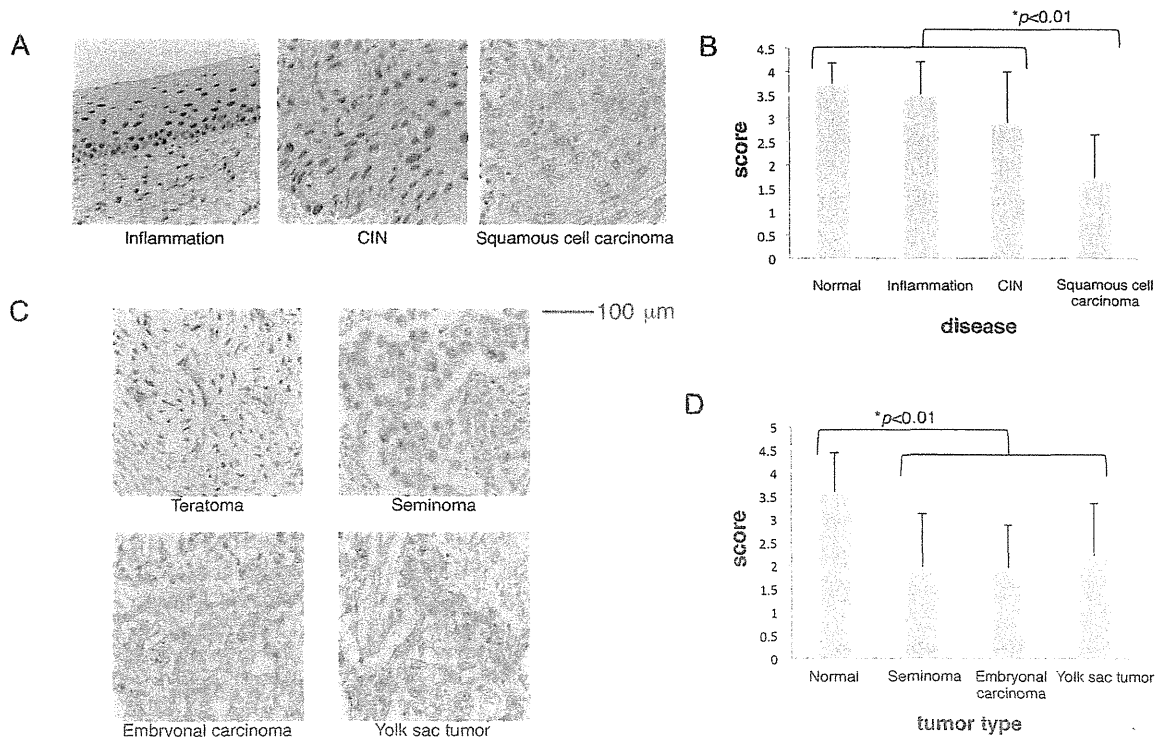 A
Inflammation
CIN
Squamous cell carcinoma
B
*p<0.01
score
4.5
4
3.5
3
2.5
2
1.5
1
0.5
0
Normal
Inflammation
CIN
Squamous cell
carcinoma
disease
C
100 µm
Teratoma
Seminoma
Embryonal carcinoma
Yolk sac tumor
D
*p<0.01
score
5
4.5
4
3.5
3
2.5
2
1.5
1
0.5
0
Normal
Seminoma
Embryonal
carcinoma
Yolk sac tumor
tumor type